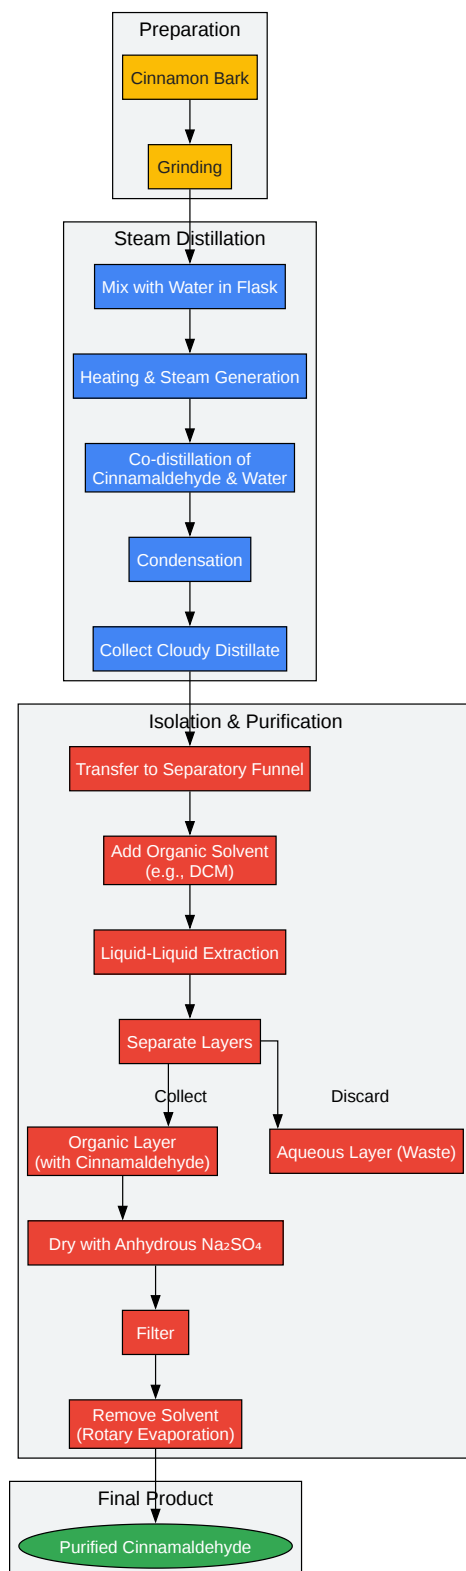 Preparation
Cinnamon Bark
Grinding
Steam Distillation
Mix with Water in Flask
Heating & Steam Generation
Co-distillation of
Cinnamaldehyde & Water
Condensation
Collect Cloudy Distillate
Isolation & Purification
Transfer to Separatory Funnel
Add Organic Solvent
(e.g., DCM)
Liquid-Liquid Extraction
Separate Layers
Collect
Discard
Organic Layer
(with Cinnamaldehyde)
Aqueous Layer (Waste)
Dry with Anhydrous Na₂SO₄
Filter
Remove Solvent
(Rotary Evaporation)
Final Product
Purified Cinnamaldehyde